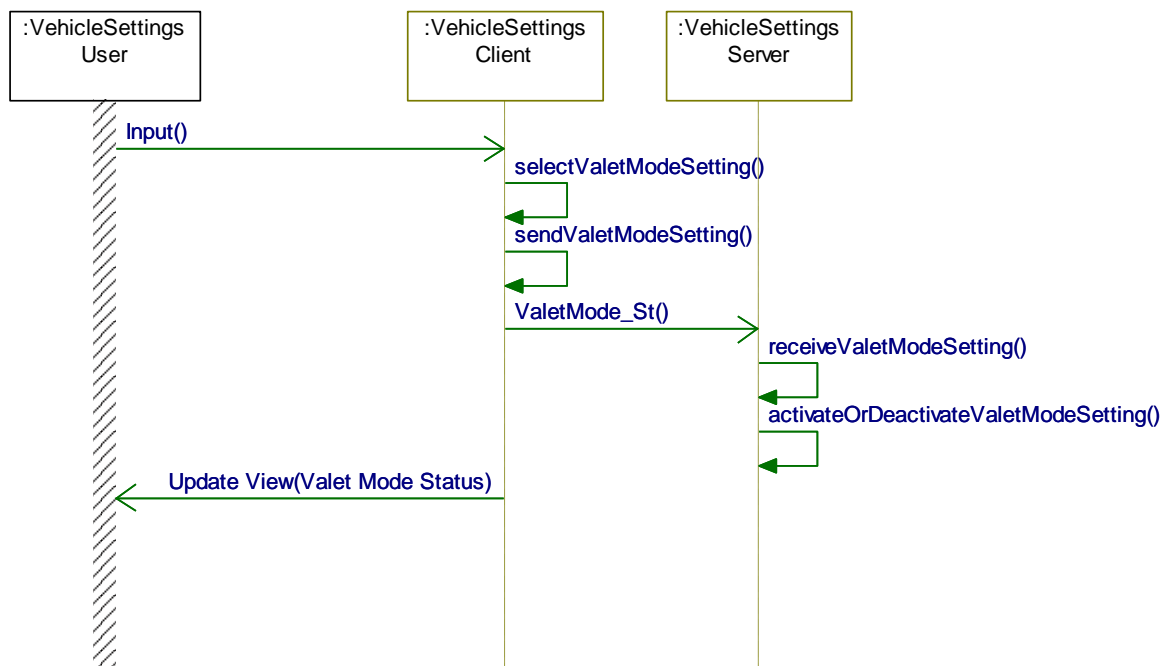 :VehicleSettings
User
:VehicleSettings
Client
:VehicleSettings
Server
Input()
selectValetModeSetting()
sendValetModeSetting()
ValetMode_St()
receiveValetModeSetting()
activateOrDeactivateValetModeSetting()
Update View(Valet Mode Status)